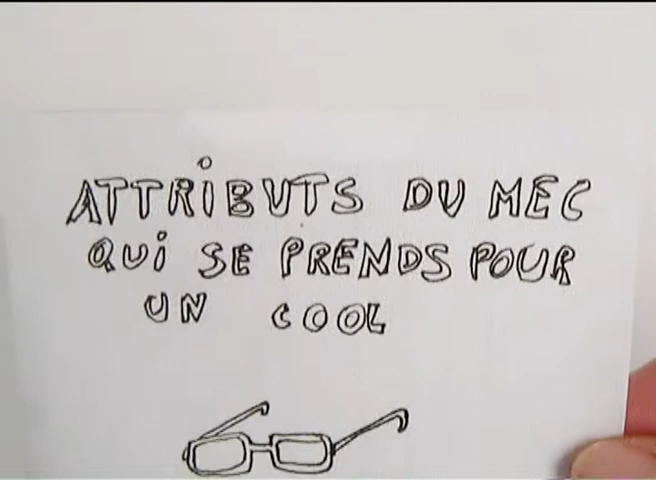 ATTRiBUTS DU MEC
QUi SE PRENDS POUR
UN COOL